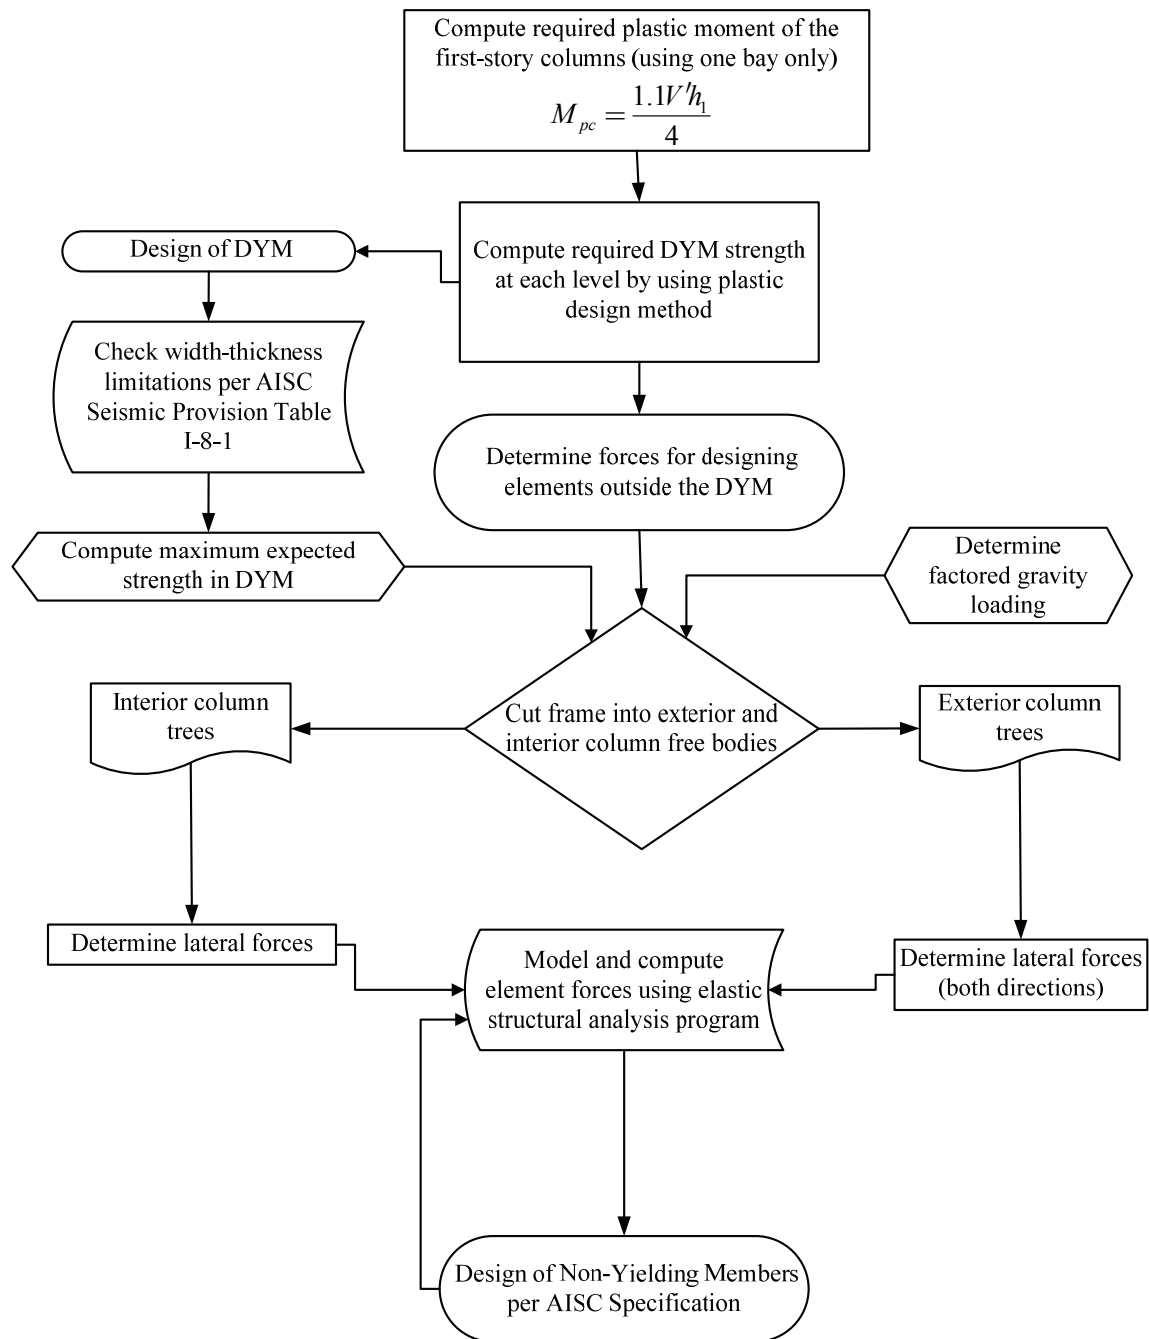 Compute required plastic moment of the
first-story columns (using one bay only)
M_{pc} = \frac{1.1V'h_1}{4}
Design of DYM
Compute required DYM strength
at each level by using plastic
design method
Check width-thickness
limitations per AISC
Seismic Provision Table
I-8-1
Determine forces for designing
elements outside the DYM
Compute maximum expected
strength in DYM
Determine
factored gravity
loading
Interior column
trees
Cut frame into exterior and
interior column free bodies
Exterior column
trees
Determine lateral forces
Model and compute
element forces using elastic
structural analysis program
Determine lateral forces
(both directions)
Design of Non-Yielding Members
per AISC Specification